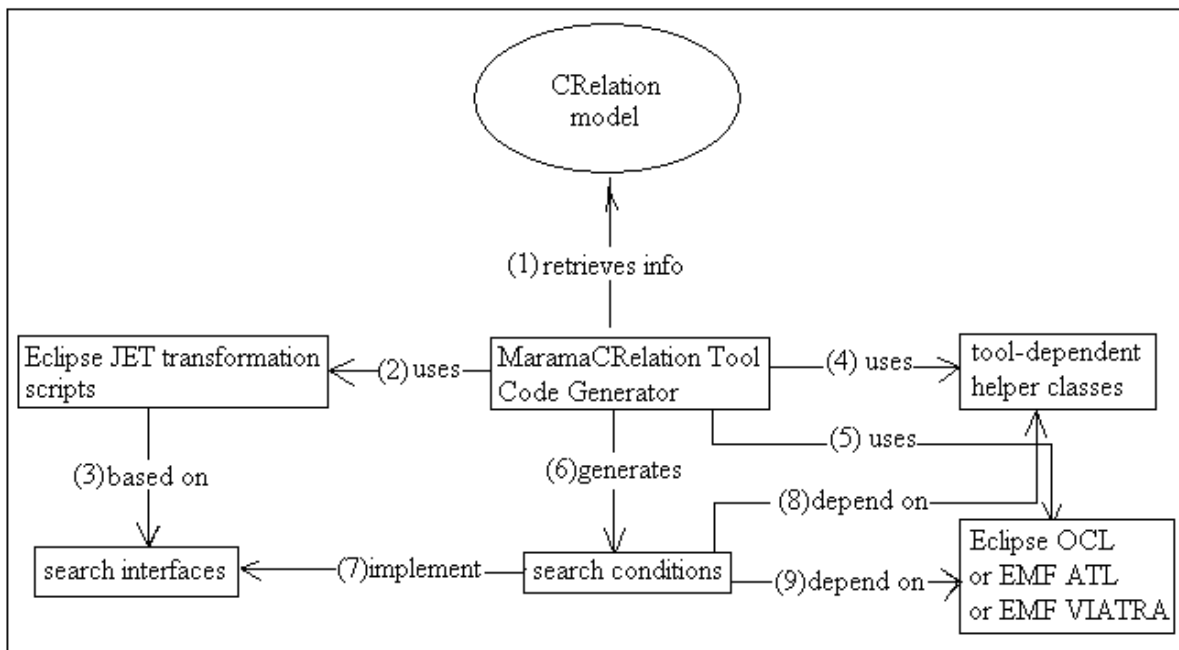 CRelation
model
(1) retrieves info
Eclipse JET transformation
scripts
(2) uses
MaramaCRelation Tool
Code Generator
(4) uses
tool-dependent
helper classes
(5) uses
(3) based on
(6) generates
(8) depend on
search interfaces
(7) implement
search conditions
(9) depend on
Eclipse OCL
or EMF ATL
or EMF VIATRA